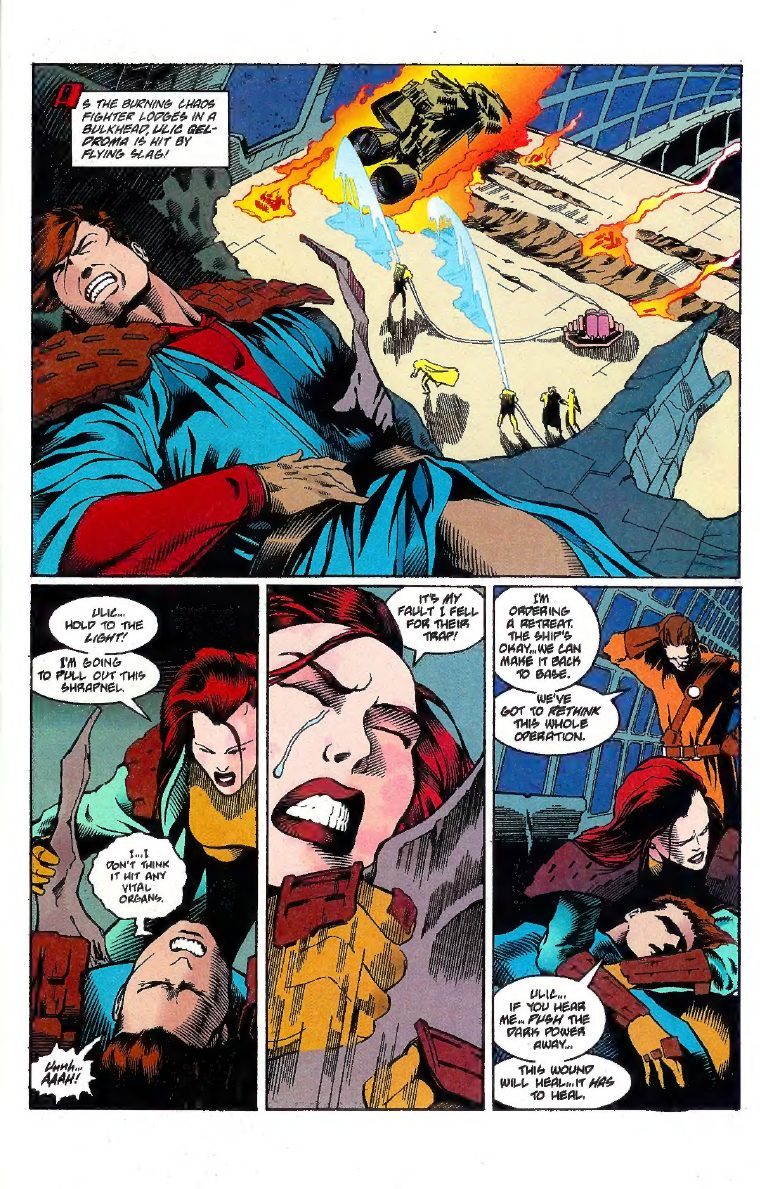 AS THE BURNING CHAOS
FIGHTER LODGES IN A
BULKHEAD, ULIC QEL-
DROMA IS HIT BY
FLYING SLAG!
ULIC...
HOLD TO THE
LIGHT!
I'M GOING
TO PULL OUT THIS
SHRAPNEL.
I...I
DON'T THINK
IT HIT ANY
VITAL
ORGANS.
Uhhh...
AAAH!
IT'S MY
FAULT I FELL
FOR THEIR
TRAP!
I'M
ORDERING
A RETREAT.
THE SHIP'S
OKAY...WE CAN
MAKE IT BACK
TO BASE.
WE'VE
GOT TO RETHINK
THIS WHOLE
OPERATION.
ULIC...
IF YOU HEAR
ME...PUSH THE
DARK POWER
AWAY...
THIS WOUND
WILL HEAL...IT HAS
TO HEAL.